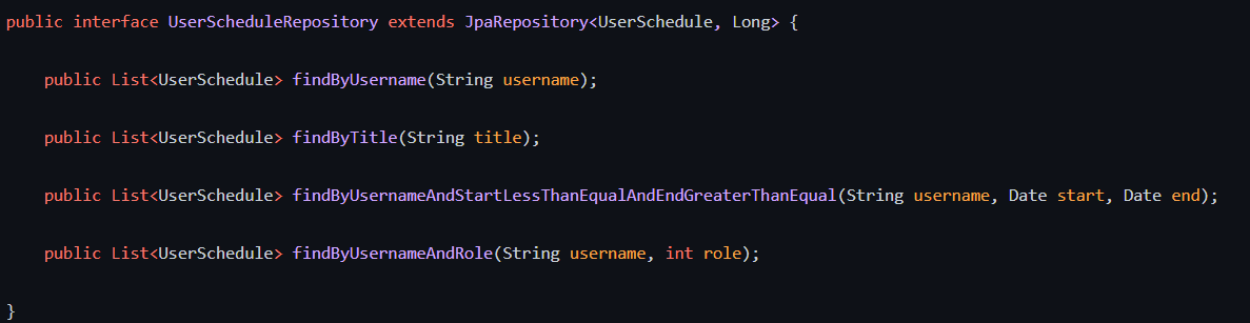 public interface UserScheduleRepository extends JpaRepository<UserSchedule, Long> {
public List<UserSchedule> findByUsername(String username);
public List<UserSchedule> findByTitle(String title);
public List<UserSchedule> findByUsernameAndStartLessThanEqualAndEndGreaterThanEqual(String username, Date start, Date end);
public List<UserSchedule> findByUsernameAndRole(String username, int role);
}